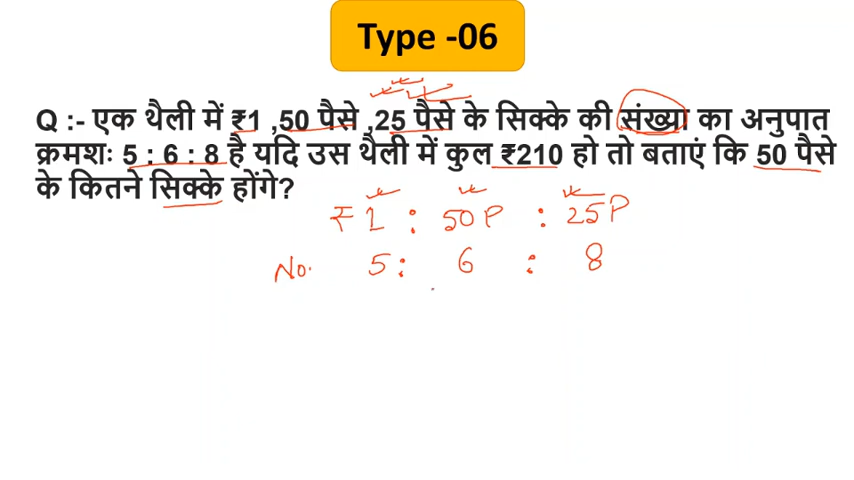 Type -06
Q :- एक थैली में ₹1 ,50 पैसे ,25 पैसे के सिक्के की संख्या का अनुपात
क्रमशः 5 : 6 : 8 है यदि उस थैली में कुल ₹210 हो तो बताएं कि 50 पैसे
के कितने सिक्के होंगे?
₹ 1 : 50P : 25P
No. 5 : 6 : 8